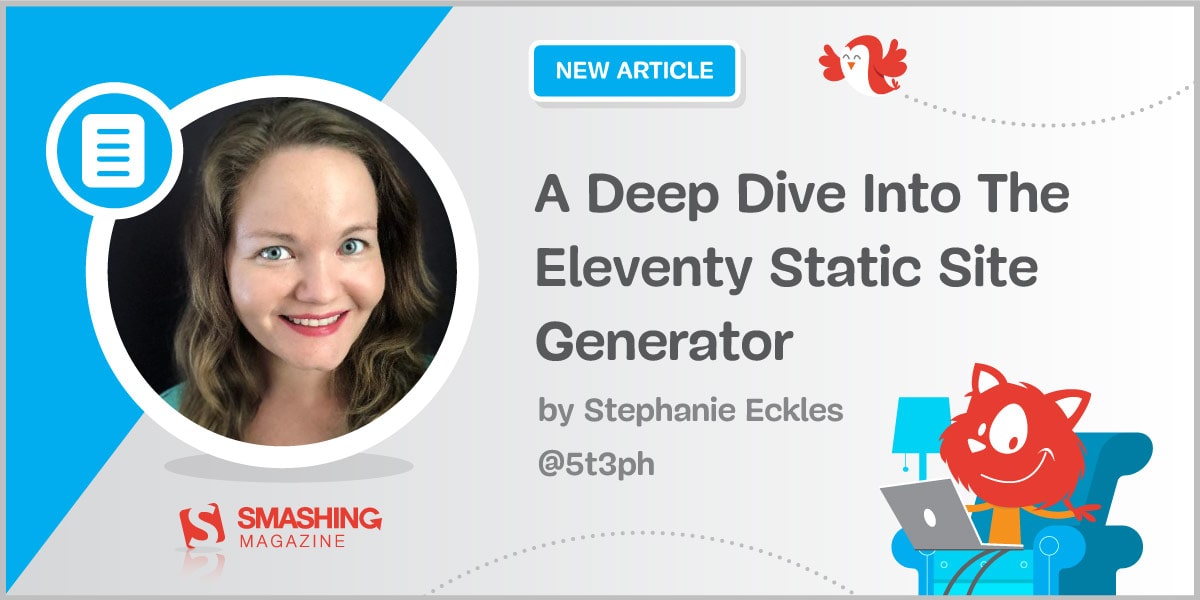 NEW ARTICLE
A Deep Dive Into The
Eleventy Static Site
Generator
by Stephanie Eckles
@5t3ph
SMASHING
MAGAZINE